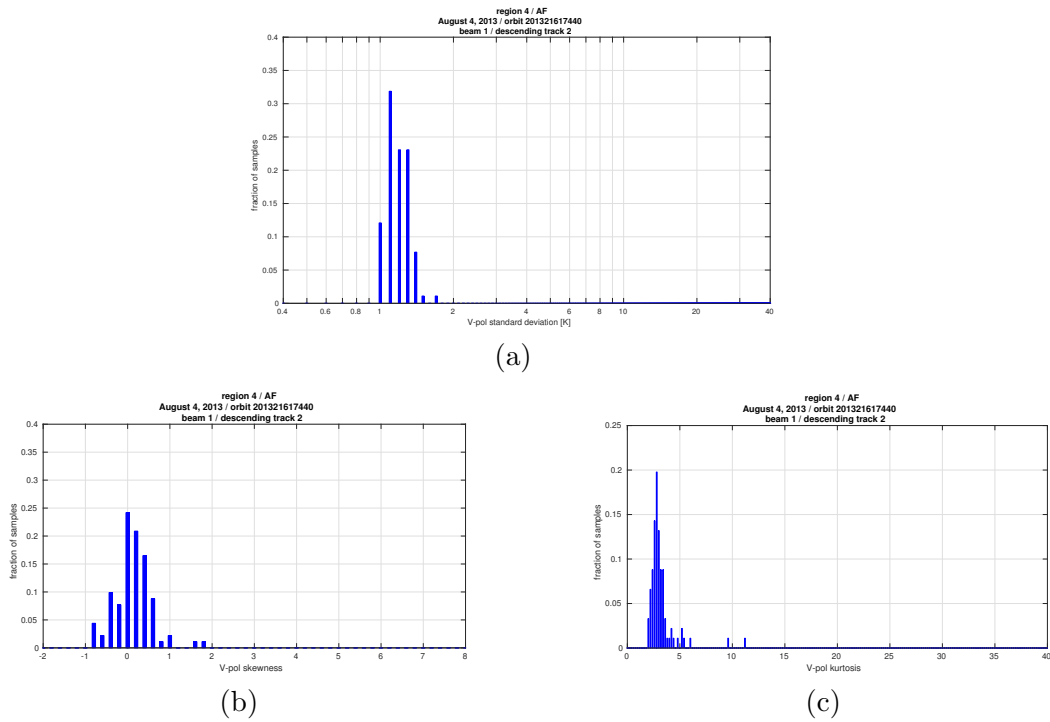 region 4 / AF
August 4, 2013 / orbit 201321617440
beam 1 / descending track 2
0.4
0.35
0.3
0.25
0.2
0.15
0.1
0.05
0
fraction of samples
0.4 0.6 0.8 1 2 4 6 8 10 20 40
V-pol standard deviation [K]
(a)
region 4 / AF
August 4, 2013 / orbit 201321617440
beam 1 / descending track 2
0.4
0.35
0.3
0.25
0.2
0.15
0.1
0.05
0
fraction of samples
-2 -1 0 1 2 3 4 5 6 7 8
V-pol skewness
(b)
region 4 / AF
August 4, 2013 / orbit 201321617440
beam 1 / descending track 2
0.25
0.2
0.15
0.1
0.05
0
fraction of samples
0 5 10 15 20 25 30 35 40
V-pol kurtosis
(c)